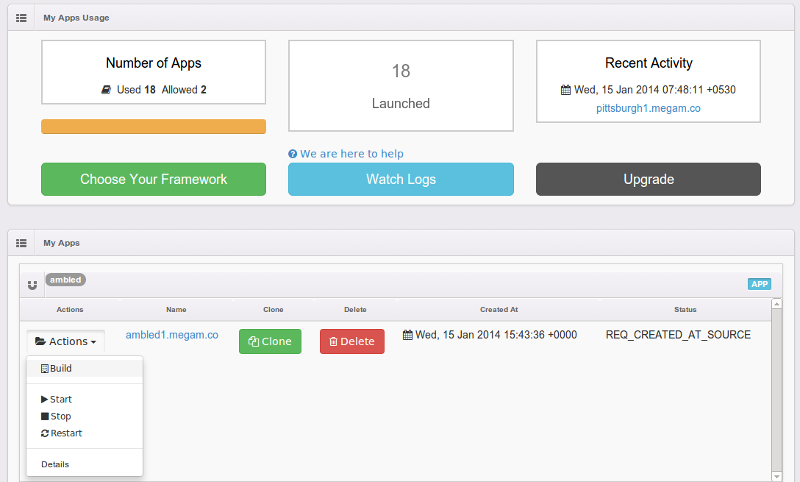 My Apps Usage
Number of Apps
Used 18 Allowed 2
18
Launched
Recent Activity
Wed, 15 Jan 2014 07:48:11 +0530
pittsburgh1.megam.co
We are here to help
Choose Your Framework
Watch Logs
Upgrade
My Apps
ambled
APP
Actions Name Clone Delete Created At Status
Actions ambled1.megam.co Clone Delete Wed, 15 Jan 2014 15:43:36 +0000 REQ_CREATED_AT_SOURCE
Build
Start
Stop
Restart
Details